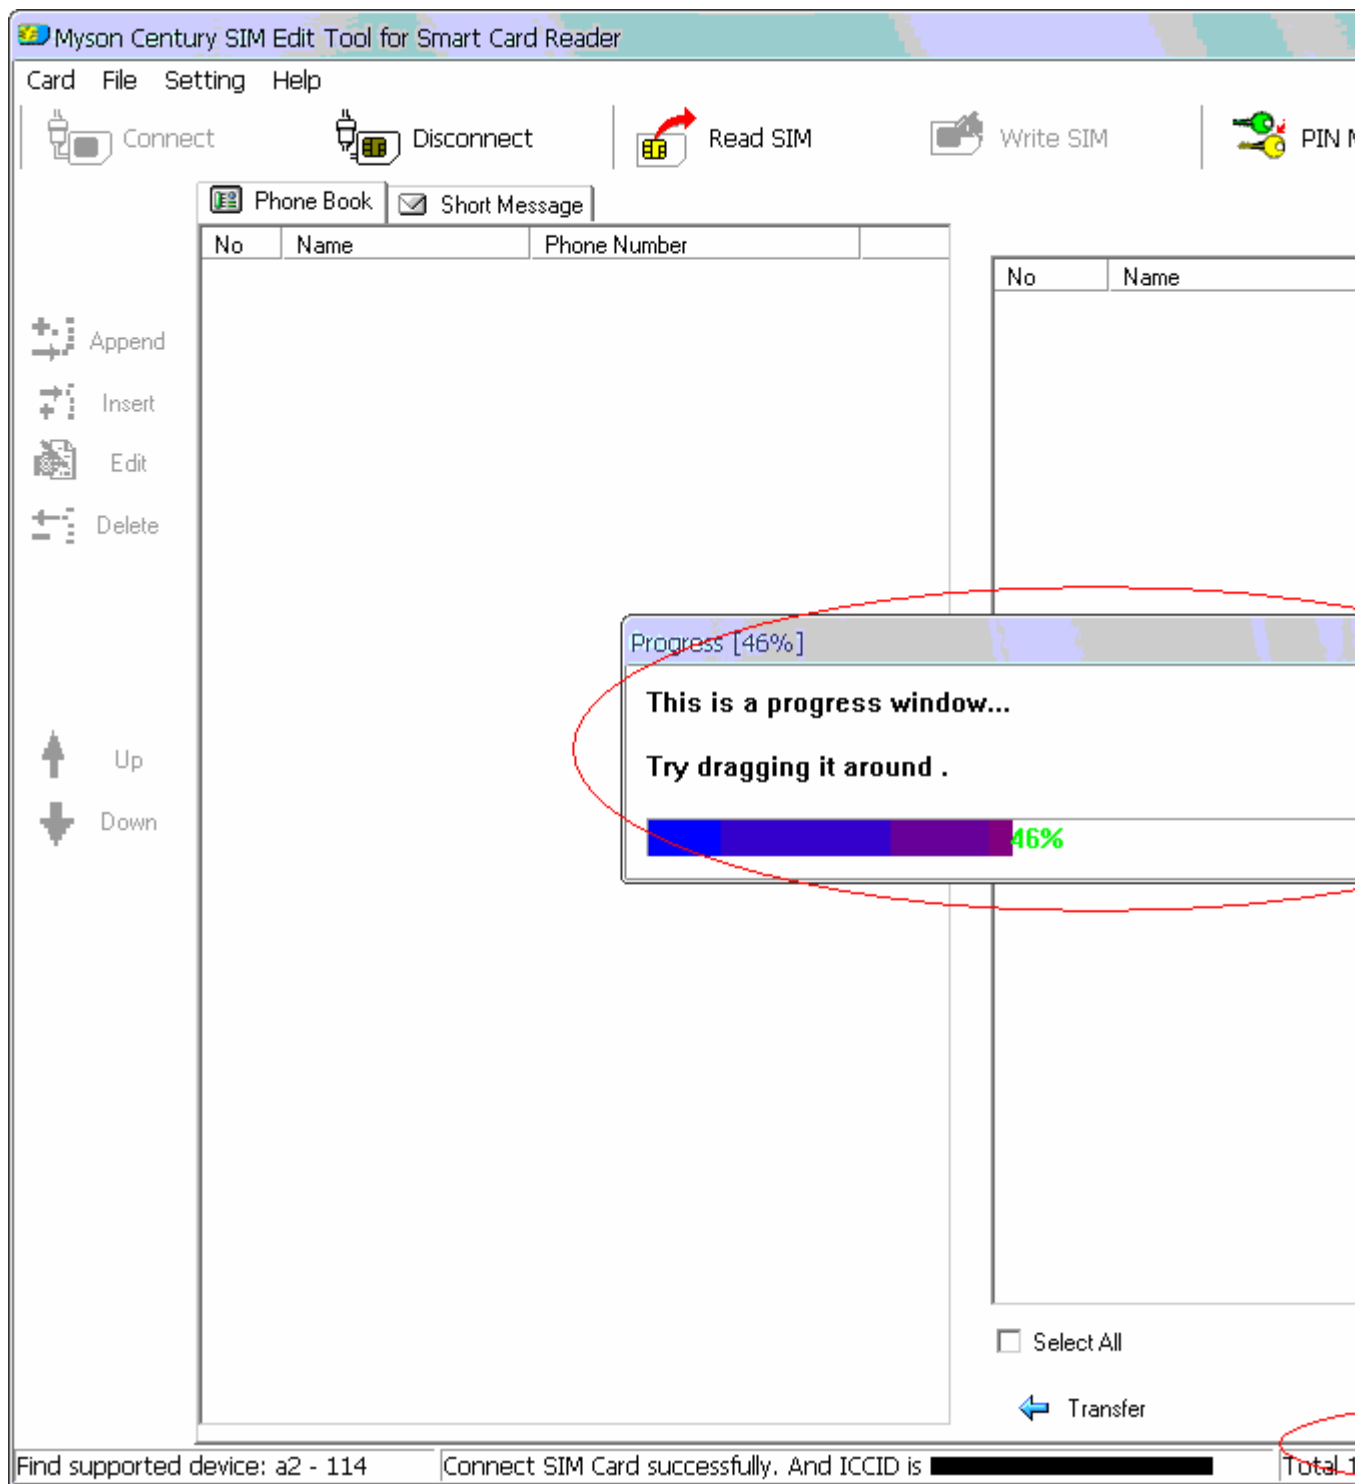 Myson Century SIM Edit Tool for Smart Card Reader
Card File Setting Help
Connect Disconnect Read SIM Write SIM PIN
Phone Book Short Message
No Name Phone Number
No Name
Append
Insert
Edit
Delete
Progress [46%]
This is a progress window...
Try dragging it around .
46%
Up
Down
Select All
Transfer
Find supported device: a2 - 114 Connect SIM Card successfully. And ICCID is Total 1